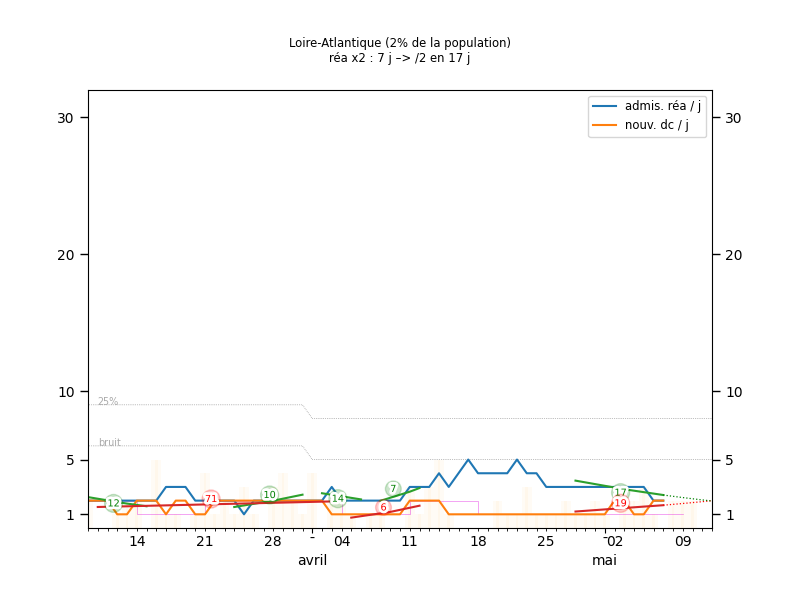 Loire-Atlantique (2% de la population)
réa x2 : 7 j –> /2 en 17 j
admis. réa / j
nouv. dc / j
30 30
20 20
10 10
5 5
1 1
25%
bruit
12 71 10 14 7 6 17 19
14 21 28 - 04 11 18 25 -02 09
avril mai